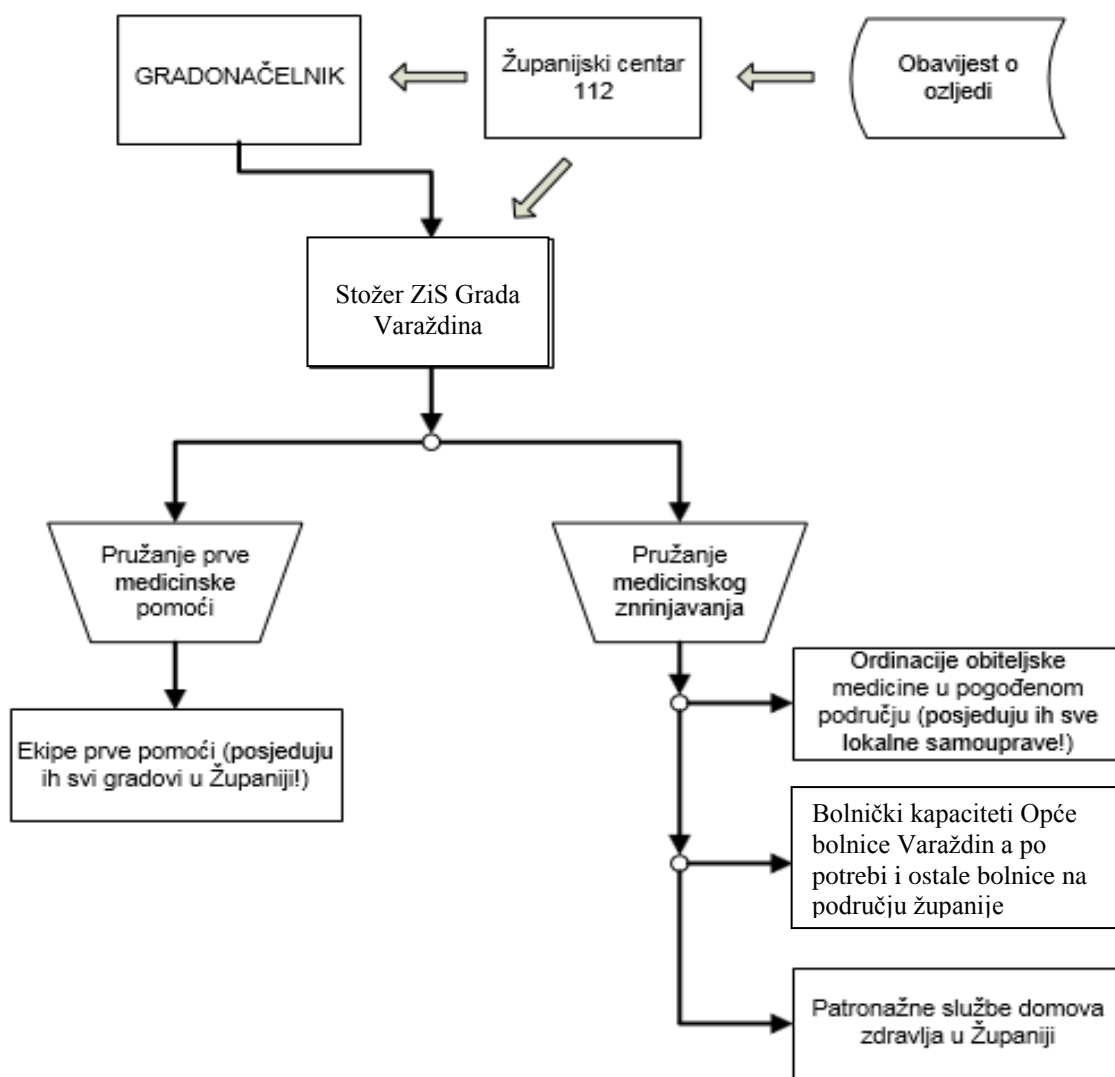 GRADONAČELNIK
Županijski centar
112
Obavijest o
ozljedi
Stožer ZiS Grada
Varaždina
Pružanje prve
medicinske
pomoći
Pružanje
medicinskog
znrinjavanja
Ekipe prve pomoći (posjeduju
ih svi gradovi u Županiji!)
Ordinacije obiteljske
medicine u pogođenom
području (posjeduju ih sve
lokalne samouprave!)
Bolnički kapaciteti Opće
bolnice Varaždin a po
potrebi i ostale bolnice na
području županije
Patronažne službe domova
zdravlja u Županiji